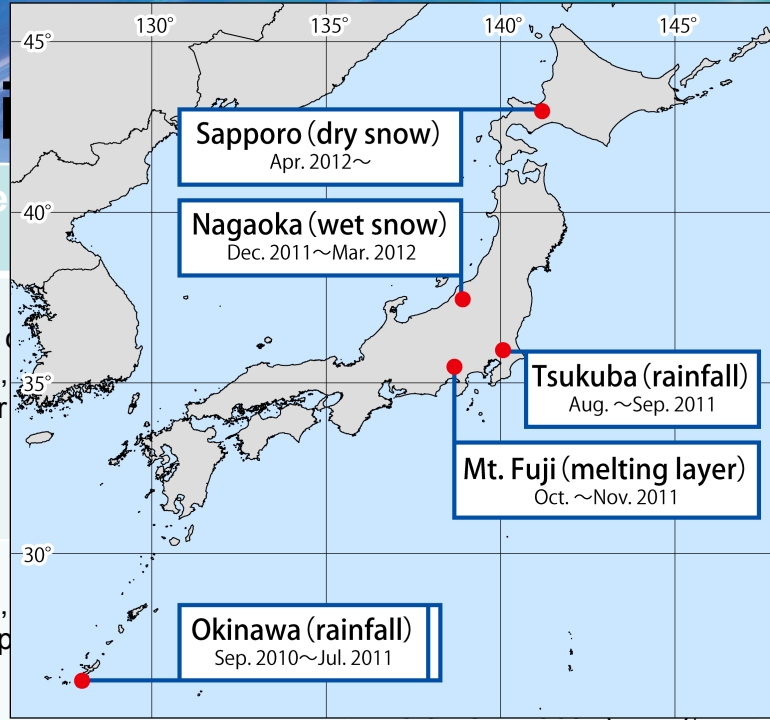 130°
135°
140°
145°
45°
Sapporo (dry snow)
Apr. 2012～
40°
Nagaoka (wet snow)
Dec. 2011～Mar. 2012
35°
Tsukuba (rainfall)
Aug. ～Sep. 2011
Mt. Fuji (melting layer)
Oct. ～Nov. 2011
30°
Okinawa (rainfall)
Sep. 2010～Jul. 2011